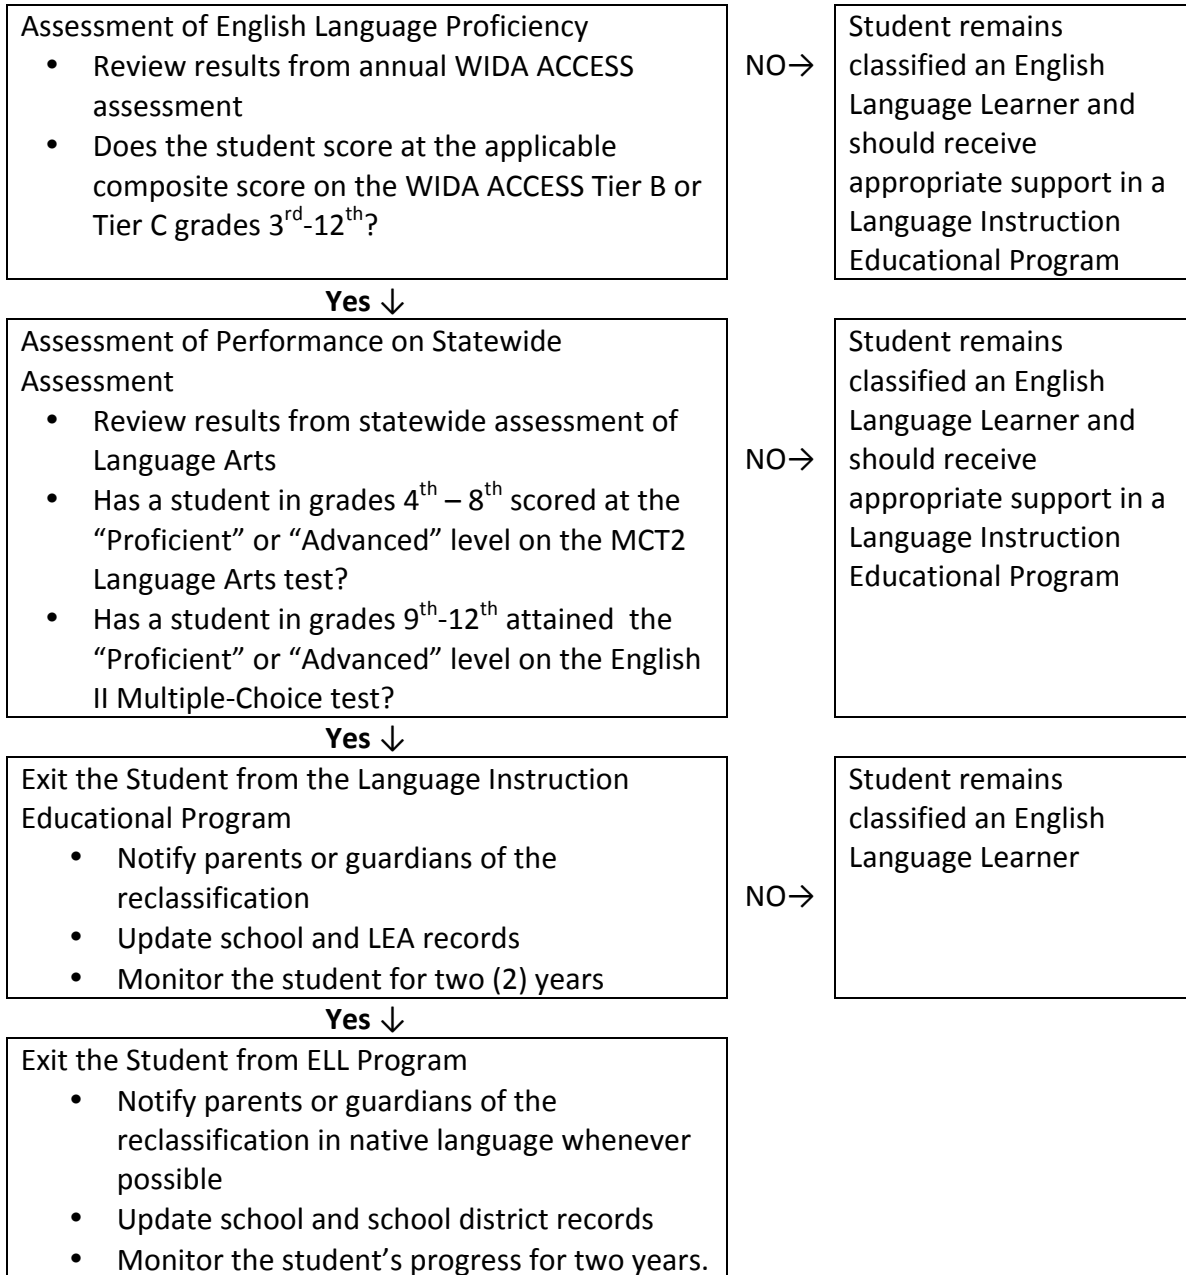 Assessment of English Language Proficiency
• Review results from annual WIDA ACCESS
assessment
• Does the student score at the applicable
composite score on the WIDA ACCESS Tier B or
Tier C grades 3rd-12th?
NO→
Student remains
classified an English
Language Learner and
should receive
appropriate support in a
Language Instruction
Educational Program
Yes ↓
Assessment of Performance on Statewide
Assessment
• Review results from statewide assessment of
Language Arts
• Has a student in grades 4th – 8th scored at the
“Proficient” or “Advanced” level on the MCT2
Language Arts test?
• Has a student in grades 9th-12th attained the
“Proficient” or “Advanced” level on the English
II Multiple-Choice test?
NO→
Student remains
classified an English
Language Learner and
should receive
appropriate support in a
Language Instruction
Educational Program
Yes ↓
Exit the Student from the Language Instruction
Educational Program
• Notify parents or guardians of the
reclassification
• Update school and LEA records
• Monitor the student for two (2) years
NO→
Student remains
classified an English
Language Learner
Yes ↓
Exit the Student from ELL Program
• Notify parents or guardians of the
reclassification in native language whenever
possible
• Update school and school district records
• Monitor the student’s progress for two years.